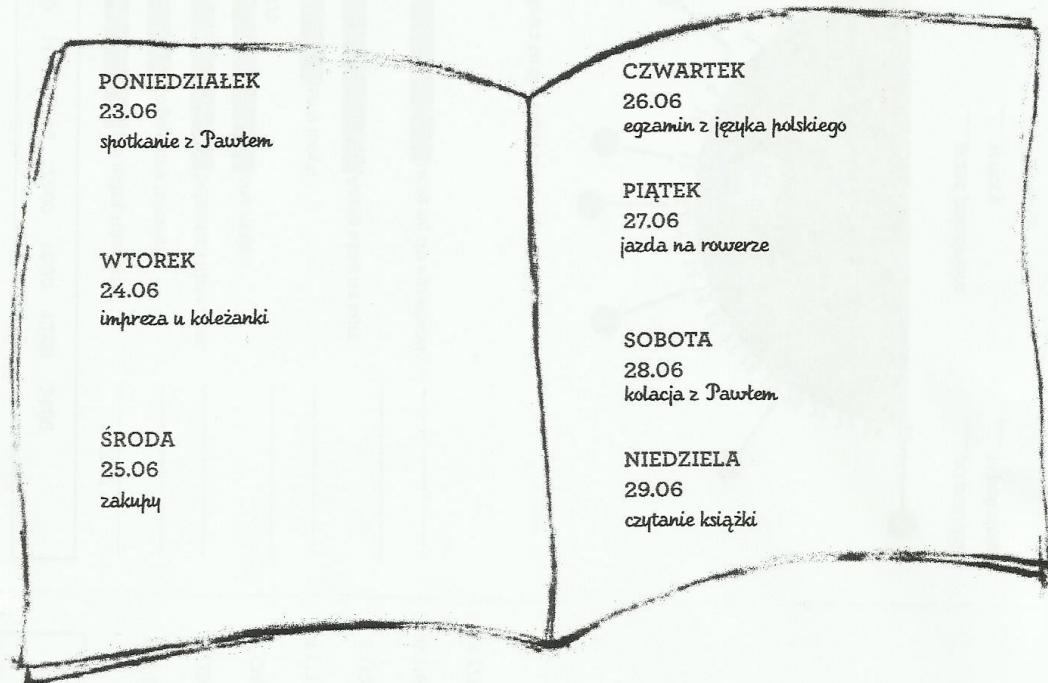 PONIEDZIAŁEK
23.06
spotkanie z Pawłem
WTOREK
24.06
impreza u koleżanki
ŚRODA
25.06
zakupy
CZWARTEK
26.06
egzamin z języka polskiego
PIĄTEK
27.06
jazda na rowerze
SOBOTA
28.06
kolacja z Pawłem
NIEDZIELA
29.06
czytanie książki